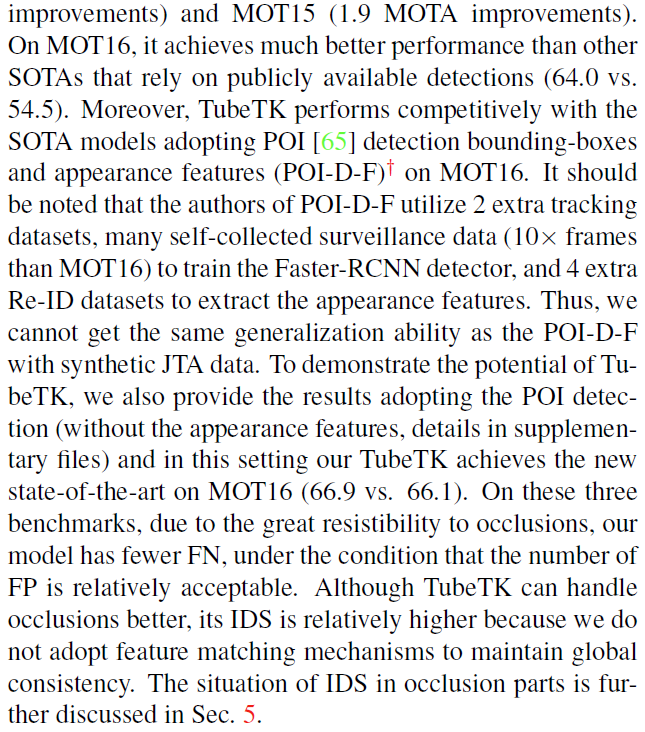 improvements) and MOT15 (1.9 MOTA improvements).
On MOT16, it achieves much better performance than other
SOTAs that rely on publicly available detections (64.0 vs.
54.5). Moreover, TubeTK performs competitively with the
SOTA models adopting POI [65] detection bounding-boxes
and appearance features (POI-D-F)† on MOT16. It should
be noted that the authors of POI-D-F utilize 2 extra tracking
datasets, many self-collected surveillance data (10× frames
than MOT16) to train the Faster-RCNN detector, and 4 extra
Re-ID datasets to extract the appearance features. Thus, we
cannot get the same generalization ability as the POI-D-F
with synthetic JTA data. To demonstrate the potential of Tu-
beTK, we also provide the results adopting the POI detec-
tion (without the appearance features, details in supplemen-
tary files) and in this setting our TubeTK achieves the new
state-of-the-art on MOT16 (66.9 vs. 66.1). On these three
benchmarks, due to the great resistibility to occlusions, our
model has fewer FN, under the condition that the number of
FP is relatively acceptable. Although TubeTK can handle
occlusions better, its IDS is relatively higher because we do
not adopt feature matching mechanisms to maintain global
consistency. The situation of IDS in occlusion parts is fur-
ther discussed in Sec. 5.